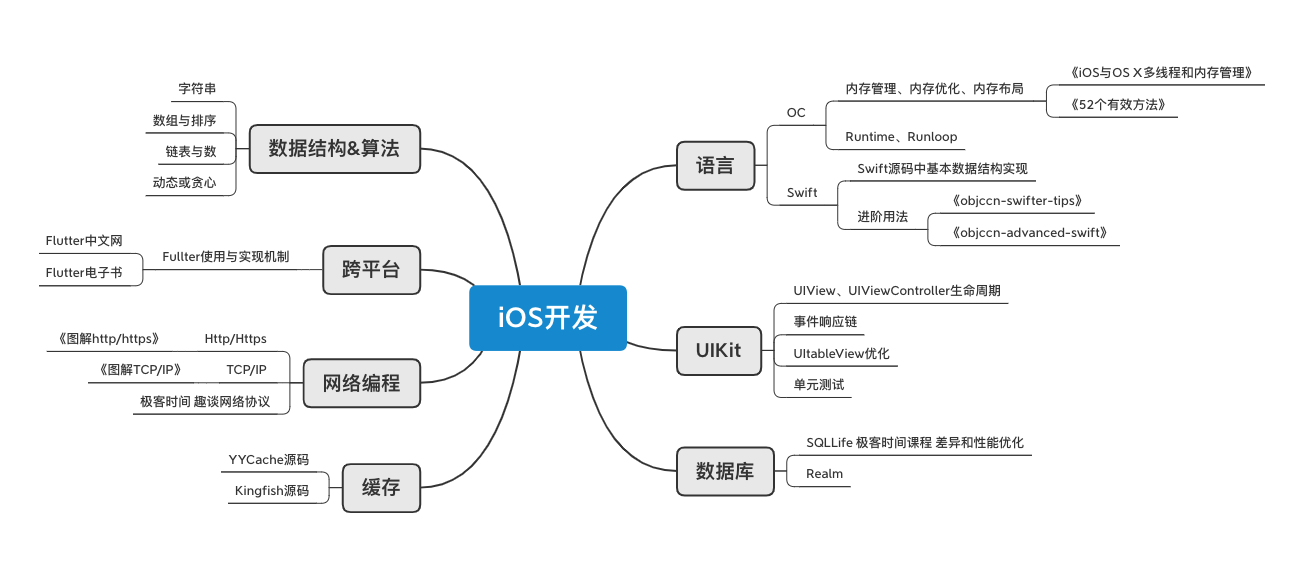 iOS开发
数据结构&算法
字符串
数组与排序
链表与数
动态或贪心
跨平台
Fullter使用与实现机制
Flutter中文网
Flutter电子书
网络编程
Http/Https
《图解http/https》
TCP/IP
《图解TCP/IP》
极客时间 趣谈网络协议
缓存
YYCache源码
Kingfish源码
语言
OC
内存管理、内存优化、内存布局
《iOS与OS X多线程和内存管理》
《52个有效方法》
Runtime、Runloop
Swift
Swift源码中基本数据结构实现
进阶用法
《objccn-swifter-tips》
《objccn-advanced-swift》
UIKit
UIView、UIViewController生命周期
事件响应链
UItableView优化
单元测试
数据库
SQLLife 极客时间课程 差异和性能优化
Realm